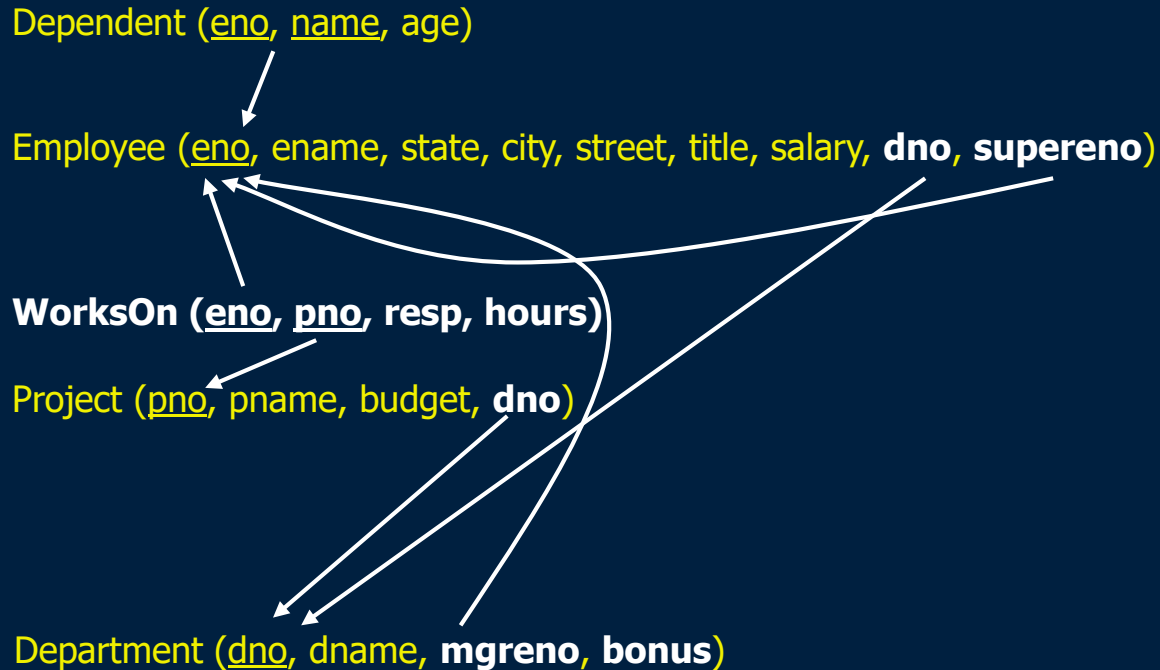 Dependent (eno, name, age)
Employee (eno, ename, state, city, street, title, salary, dno, supereno)
WorksOn (eno, pno, resp, hours)
Project (pno, pname, budget, dno)
Department (dno, dname, mgreno, bonus)